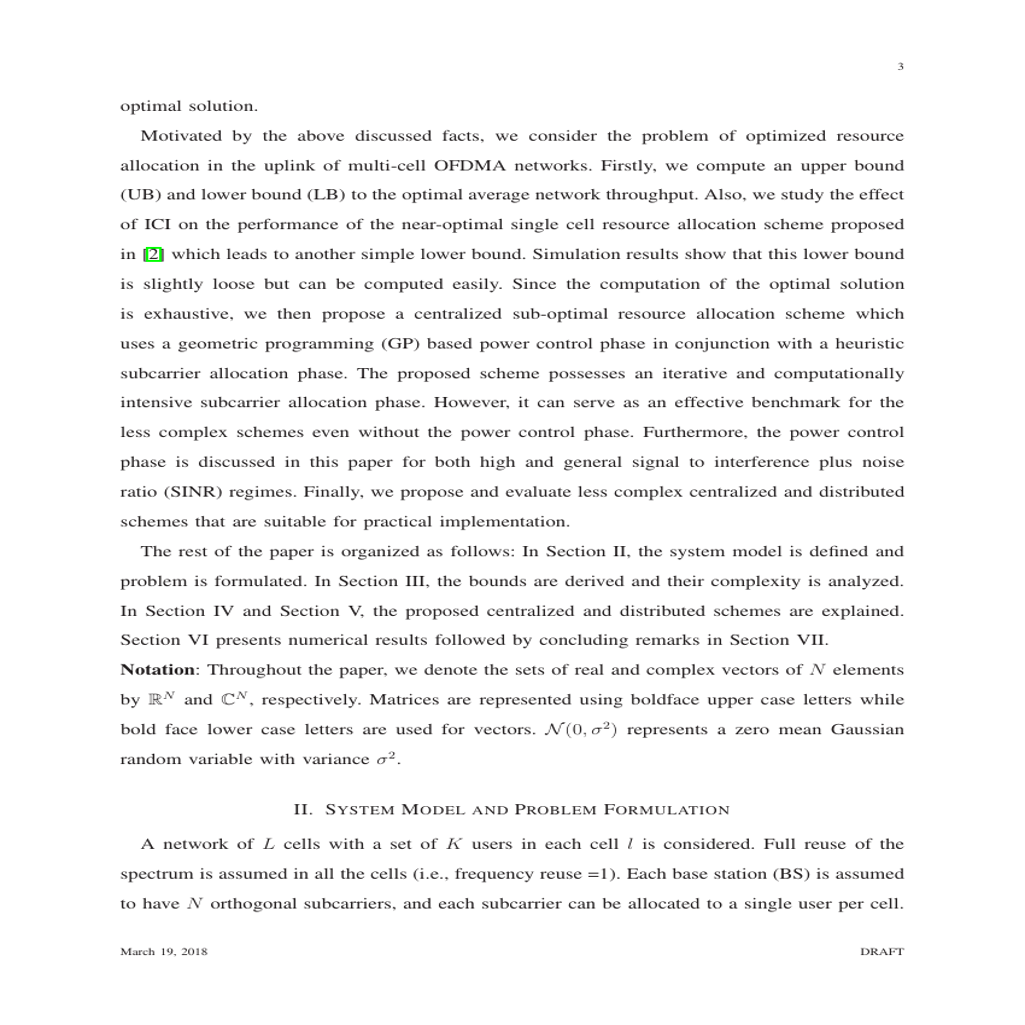 3
optimal solution.
Motivated by the above discussed facts, we consider the problem of optimized resource
allocation in the uplink of multi-cell OFDMA networks. Firstly, we compute an upper bound
(UB) and lower bound (LB) to the optimal average network throughput. Also, we study the effect
of ICI on the performance of the near-optimal single cell resource allocation scheme proposed
in [2] which leads to another simple lower bound. Simulation results show that this lower bound
is slightly loose but can be computed easily. Since the computation of the optimal solution
is exhaustive, we then propose a centralized sub-optimal resource allocation scheme which
uses a geometric programming (GP) based power control phase in conjunction with a heuristic
subcarrier allocation phase. The proposed scheme possesses an iterative and computationally
intensive subcarrier allocation phase. However, it can serve as an effective benchmark for the
less complex schemes even without the power control phase. Furthermore, the power control
phase is discussed in this paper for both high and general signal to interference plus noise
ratio (SINR) regimes. Finally, we propose and evaluate less complex centralized and distributed
schemes that are suitable for practical implementation.
The rest of the paper is organized as follows: In Section II, the system model is defined and
problem is formulated. In Section III, the bounds are derived and their complexity is analyzed.
In Section IV and Section V, the proposed centralized and distributed schemes are explained.
Section VI presents numerical results followed by concluding remarks in Section VII.
Notation: Throughout the paper, we denote the sets of real and complex vectors of N elements
by ℝ^N and ℂ^N, respectively. Matrices are represented using boldface upper case letters while
bold face lower case letters are used for vectors. 𝒩(0, σ²) represents a zero mean Gaussian
random variable with variance σ².
II. SYSTEM MODEL AND PROBLEM FORMULATION
A network of L cells with a set of K users in each cell l is considered. Full reuse of the
spectrum is assumed in all the cells (i.e., frequency reuse =1). Each base station (BS) is assumed
to have N orthogonal subcarriers, and each subcarrier can be allocated to a single user per cell.
March 19, 2018 DRAFT